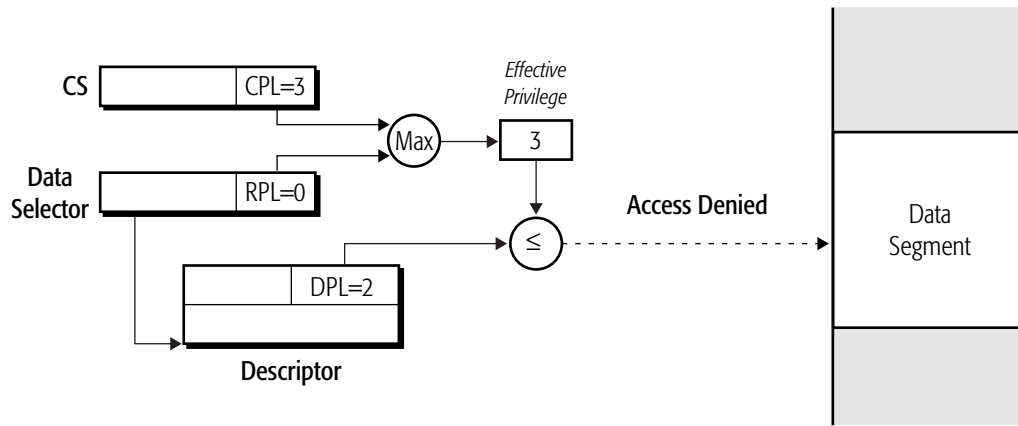 Effective
Privilege
CS
CPL=3
Max
3
Data
Selector
RPL=0
Access Denied
≤
Data
Segment
DPL=2
Descriptor